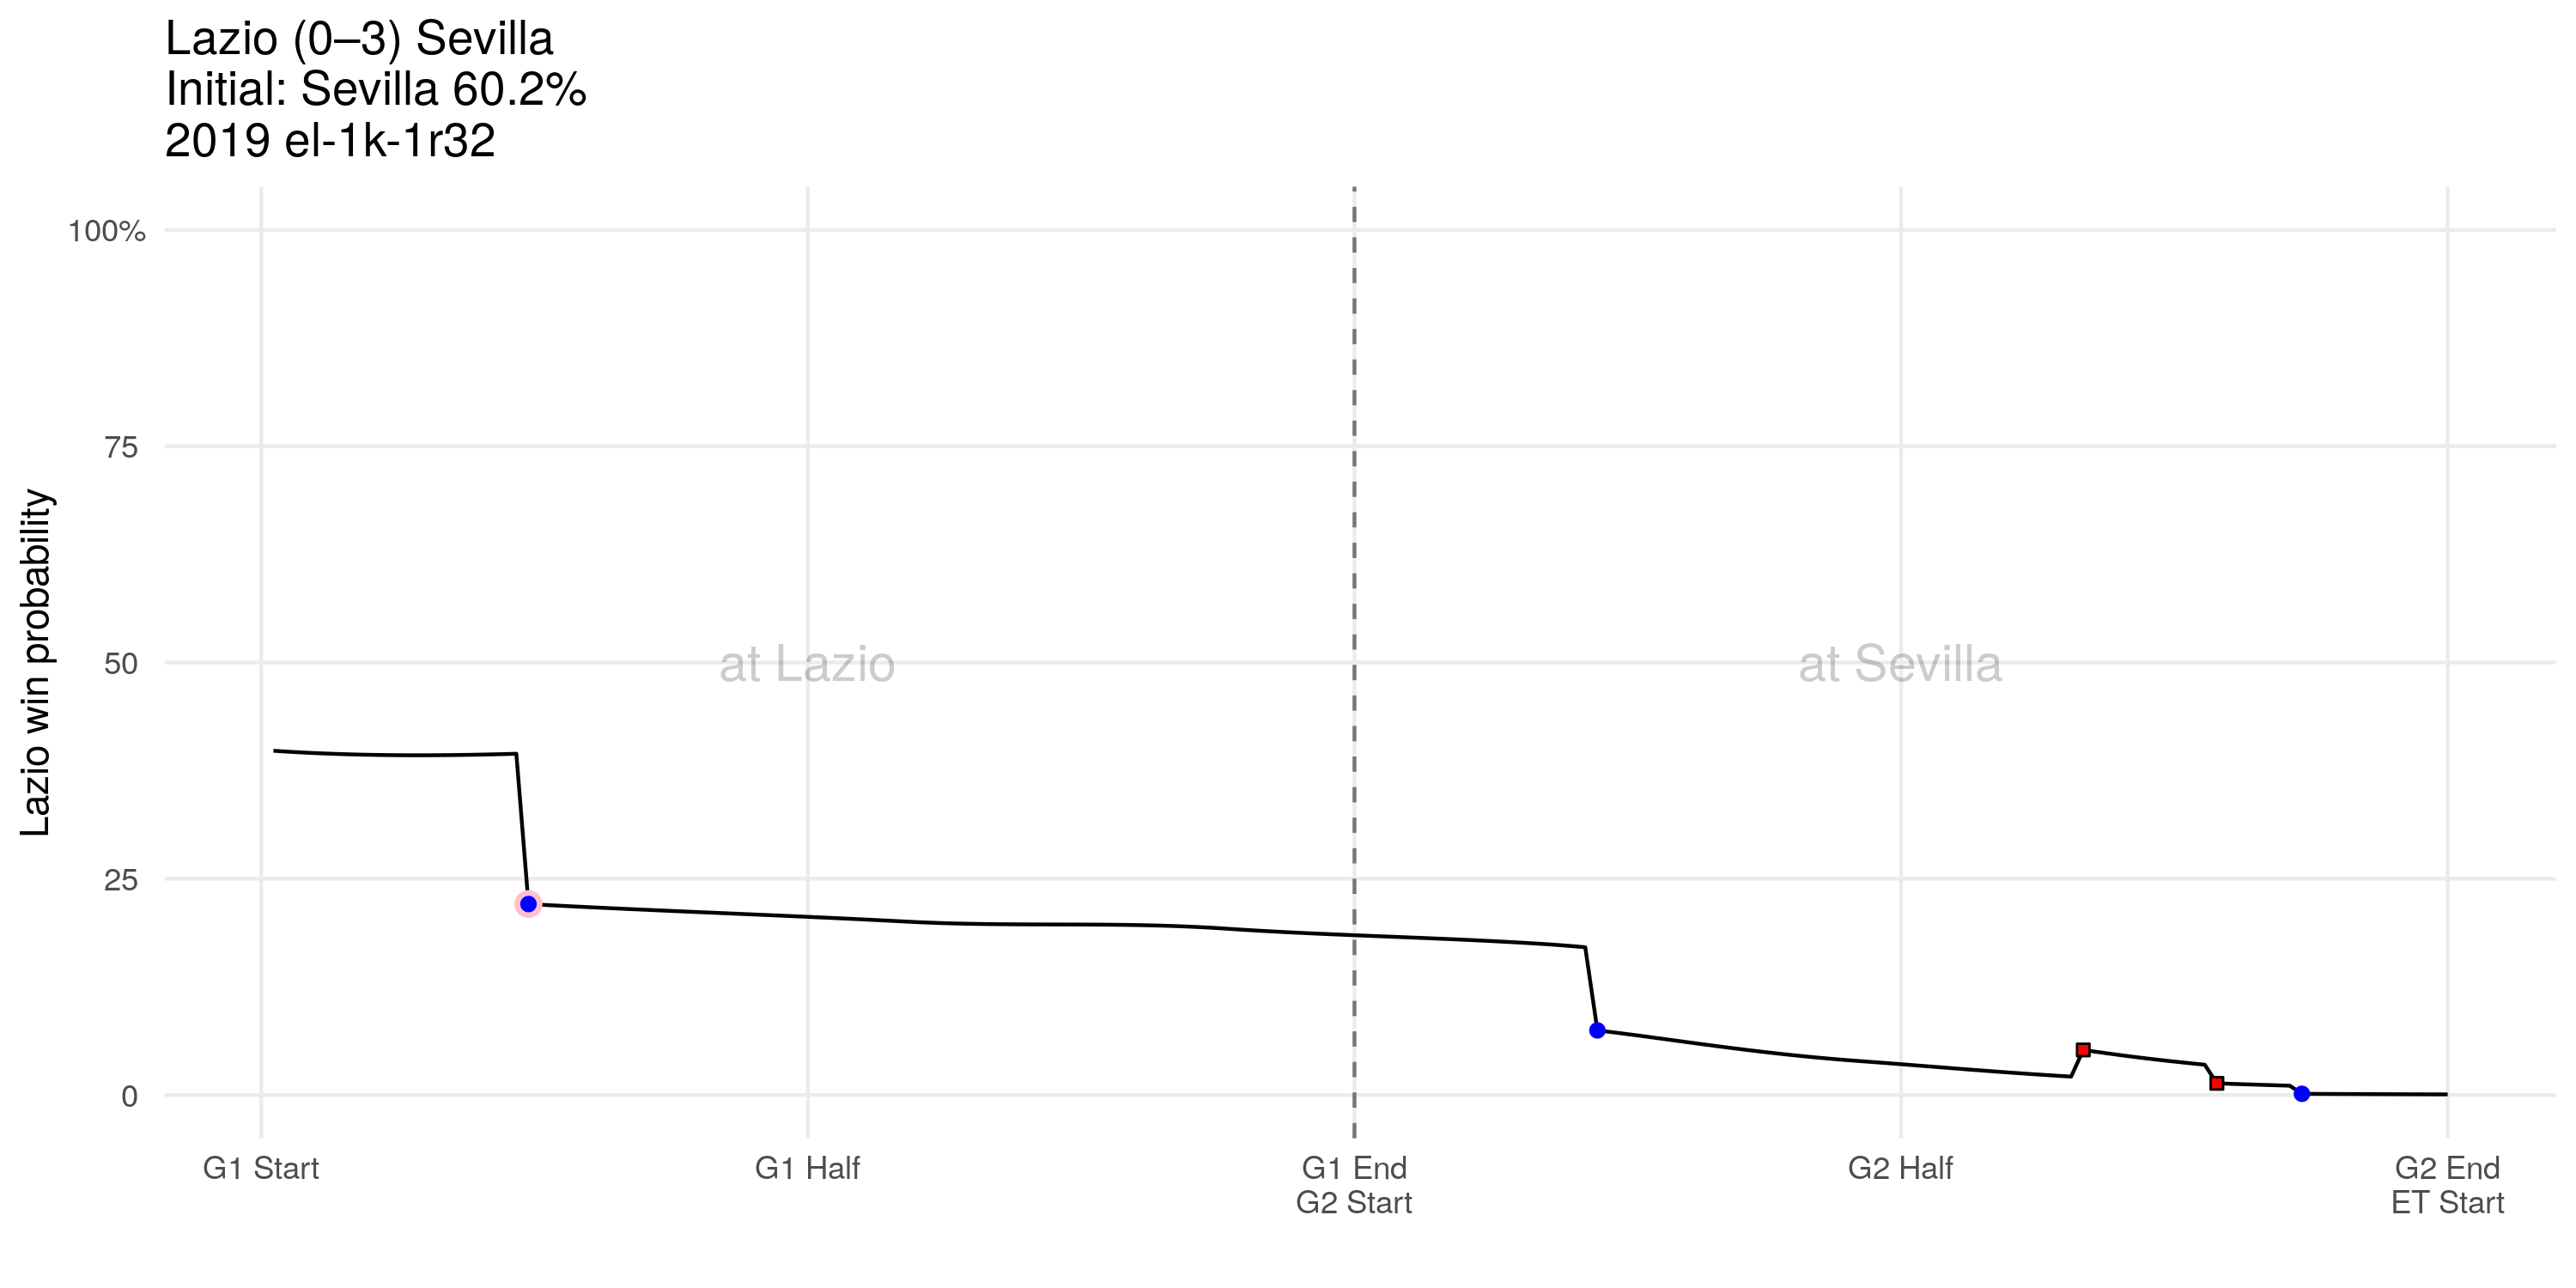 Lazio (0–3) Sevilla
Initial: Sevilla 60.2%
2019 el-1k-1r32
Lazio win probability
100%
75
50
25
0
at Lazio
at Sevilla
G1 Start
G1 Half
G1 End
G2 Start
G2 Half
G2 End
ET Start